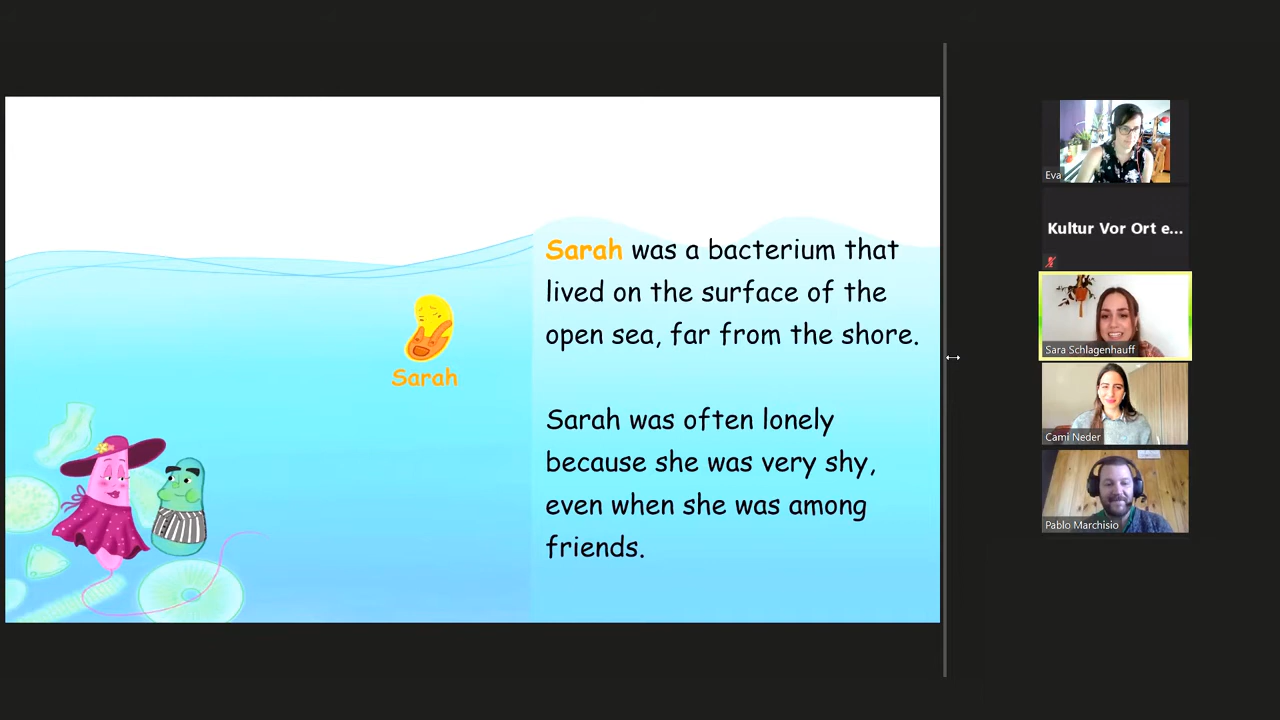 Sarah was a bacterium that
lived on the surface of the
open sea, far from the shore.
Sarah was often lonely
because she was very shy,
even when she was among
friends.
Sarah
Eva
Kultur Vor Ort e...
Sara Schlagenhauff
Cami Neder
Pablo Marchisio